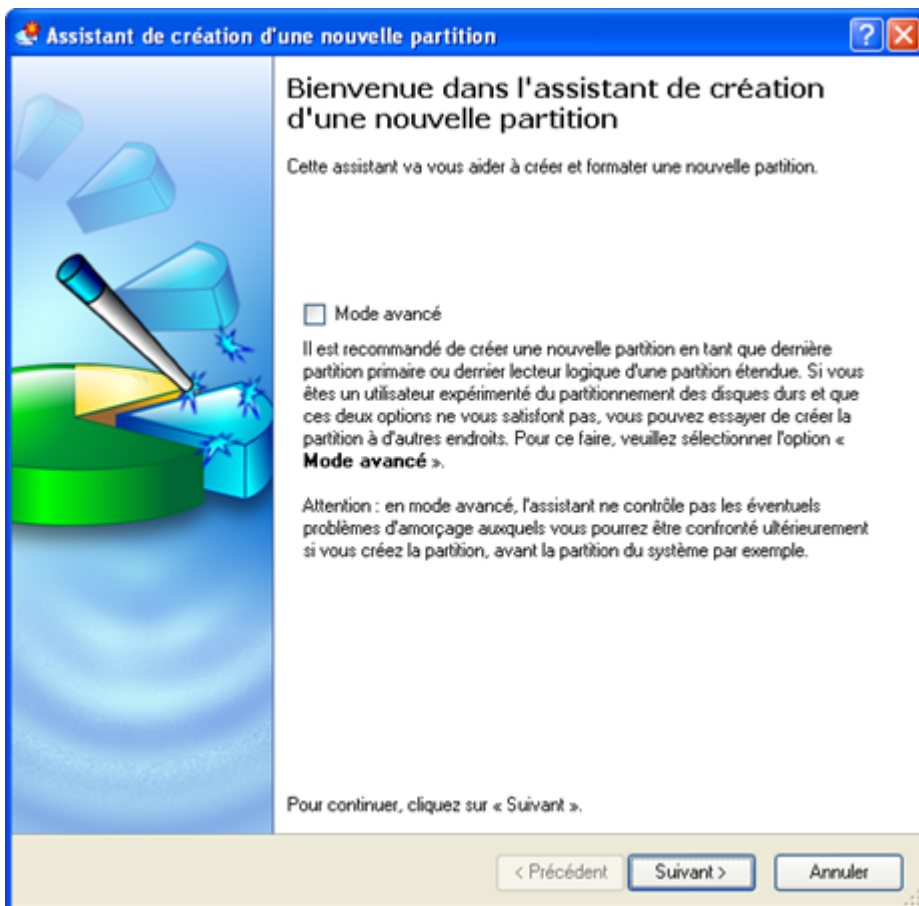 Assistant de création d'une nouvelle partition
Bienvenue dans l'assistant de création
d'une nouvelle partition
Cette assistant va vous aider à créer et formater une nouvelle partition.
Mode avancé
Il est recommandé de créer une nouvelle partition en tant que dernière
partition primaire ou dernier lecteur logique d'une partition étendue. Si vous
êtes un utilisateur expérimenté du partitionnement des disques durs et que
ces deux options ne vous satisfont pas, vous pouvez essayer de créer la
partition à d'autres endroits. Pour ce faire, veuillez sélectionner l'option «
Mode avancé ».
Attention : en mode avancé, l'assistant ne contrôle pas les éventuels
problèmes d'amorçage auxquels vous pourrez être confronté ultérieurement
si vous créez la partition, avant la partition du système par exemple.
Pour continuer, cliquez sur « Suivant ».
< Précédent
Suivant >
Annuler